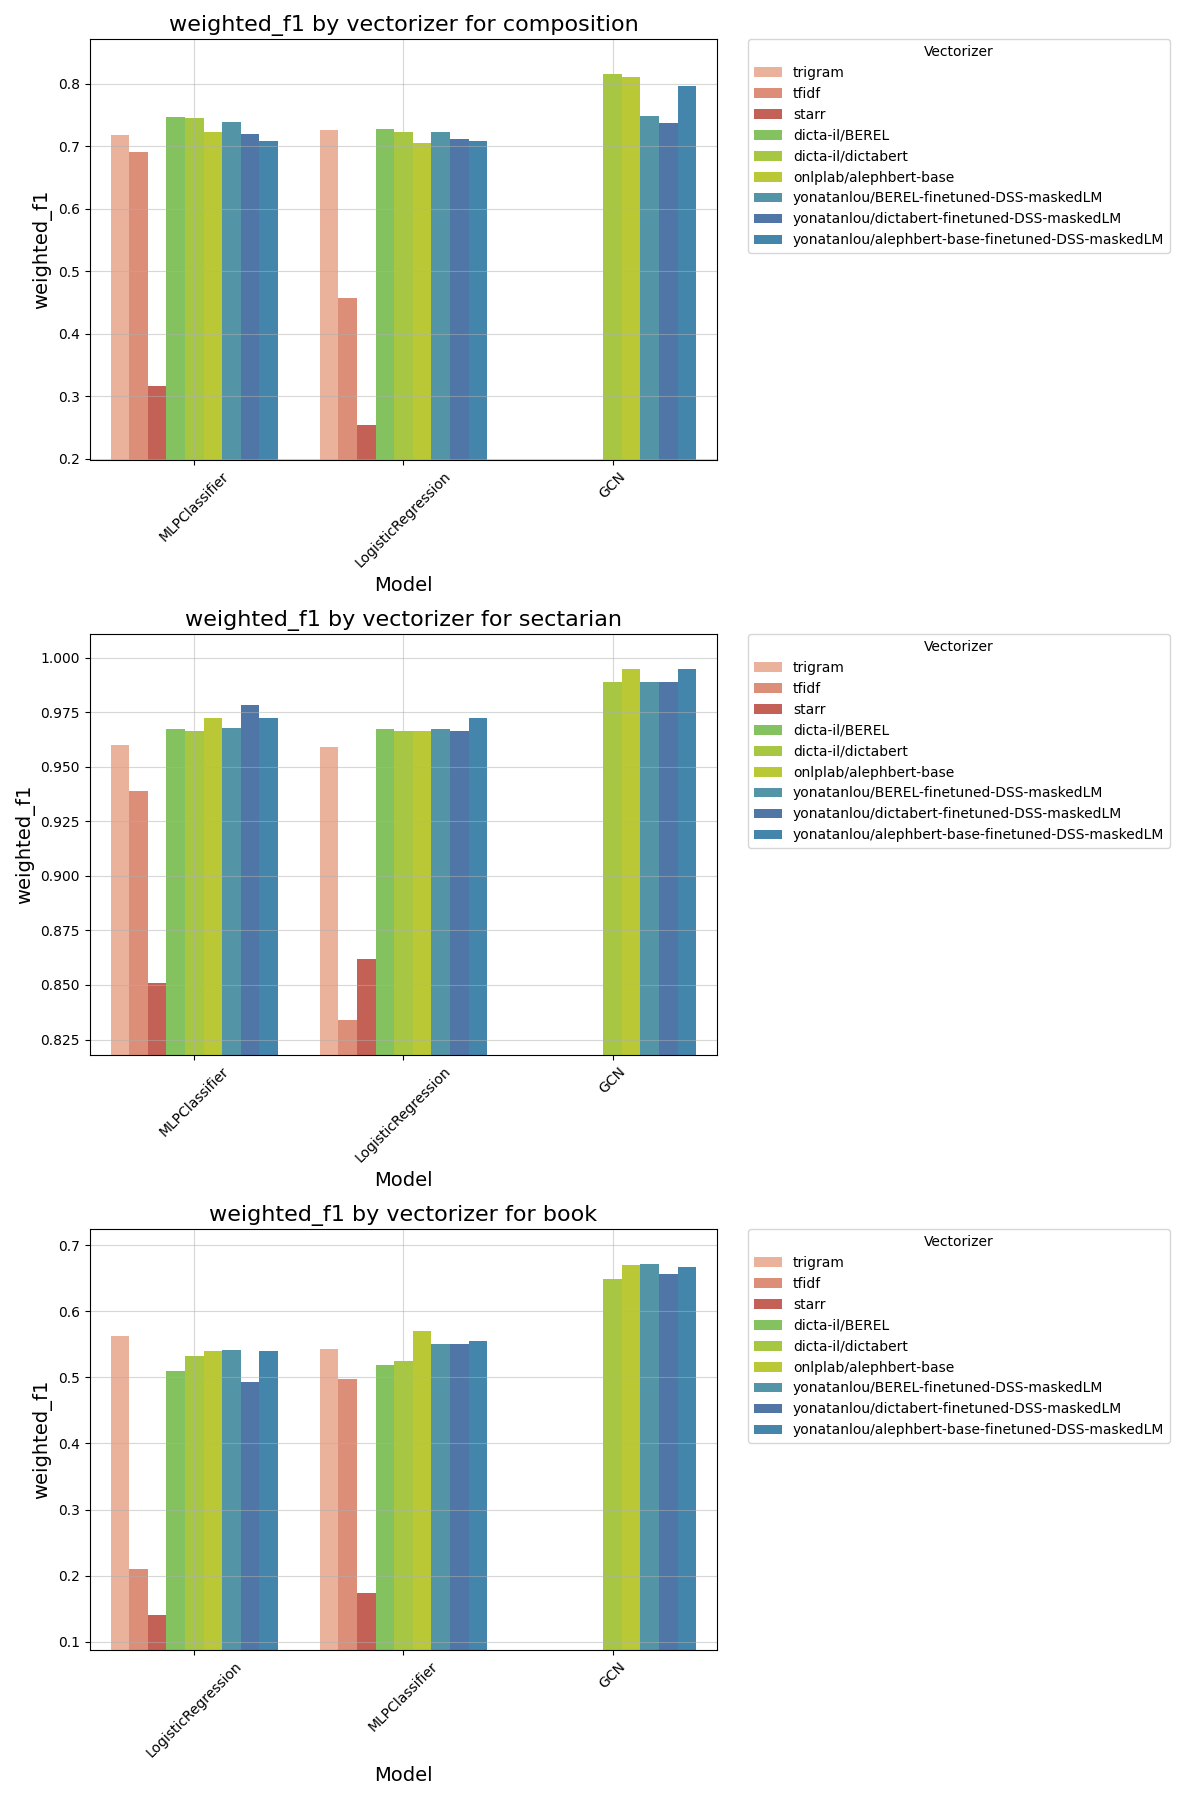 weighted_f1 by vectorizer for composition
weighted_f1
0.8
0.7
0.6
0.5
0.4
0.3
0.2
MLPClassifier
LogisticRegression
GCN
Model
Vectorizer
trigram
tfidf
starr
dicta-il/BEREL
dicta-il/dictabert
onlplab/alephbert-base
yonatanlou/BEREL-finetuned-DSS-maskedLM
yonatanlou/dictabert-finetuned-DSS-maskedLM
yonatanlou/alephbert-base-finetuned-DSS-maskedLM
weighted_f1 by vectorizer for sectarian
weighted_f1
1.000
0.975
0.950
0.925
0.900
0.875
0.850
0.825
MLPClassifier
LogisticRegression
GCN
Model
Vectorizer
trigram
tfidf
starr
dicta-il/BEREL
dicta-il/dictabert
onlplab/alephbert-base
yonatanlou/BEREL-finetuned-DSS-maskedLM
yonatanlou/dictabert-finetuned-DSS-maskedLM
yonatanlou/alephbert-base-finetuned-DSS-maskedLM
weighted_f1 by vectorizer for book
weighted_f1
0.7
0.6
0.5
0.4
0.3
0.2
0.1
LogisticRegression
MLPClassifier
GCN
Model
Vectorizer
trigram
tfidf
starr
dicta-il/BEREL
dicta-il/dictabert
onlplab/alephbert-base
yonatanlou/BEREL-finetuned-DSS-maskedLM
yonatanlou/dictabert-finetuned-DSS-maskedLM
yonatanlou/alephbert-base-finetuned-DSS-maskedLM